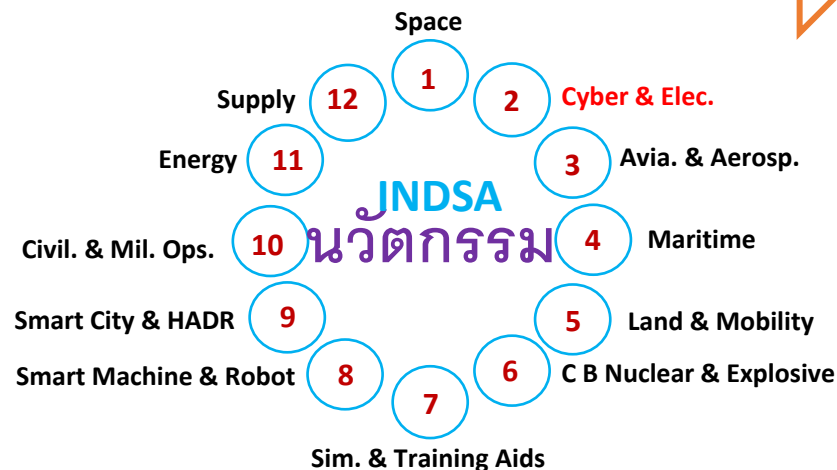 Space
1
2 Cyber & Elec.
3 Avia. & Aerosp.
4 Maritime
5 Land & Mobility
6 C B Nuclear & Explosive
7
Sim. & Training Aids
Smart Machine & Robot 8
Smart City & HADR 9
Civil. & Mil. Ops. 10
Energy 11
Supply 12
INDSA
นวัตกรรม